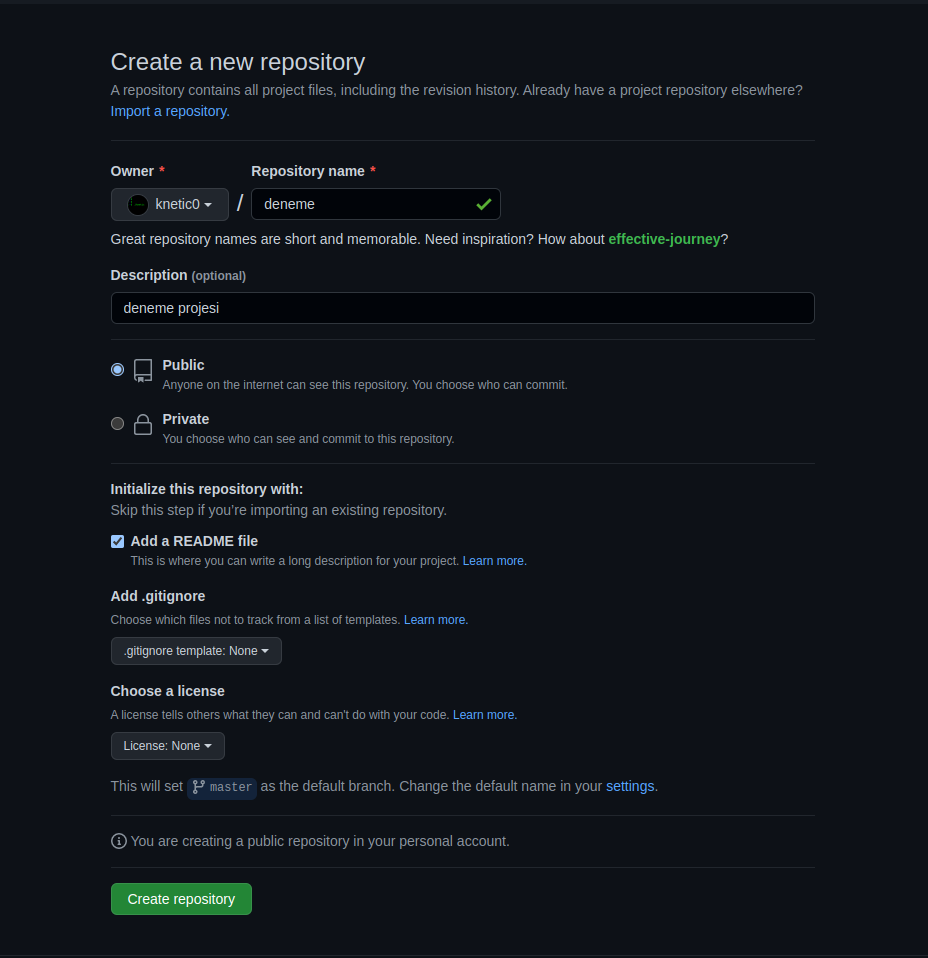 Create a new repository
A repository contains all project files, including the revision history. Already have a project repository elsewhere?
Import a repository.
Owner * Repository name *
knetic0 / deneme
Great repository names are short and memorable. Need inspiration? How about effective-journey?
Description (optional)
deneme projesi
Public
Anyone on the internet can see this repository. You choose who can commit.
Private
You choose who can see and commit to this repository.
Initialize this repository with:
Skip this step if you’re importing an existing repository.
Add a README file
This is where you can write a long description for your project. Learn more.
Add .gitignore
Choose which files not to track from a list of templates. Learn more.
.gitignore template: None
Choose a license
A license tells others what they can and can't do with your code. Learn more.
License: None
This will set master as the default branch. Change the default name in your settings.
You are creating a public repository in your personal account.
Create repository